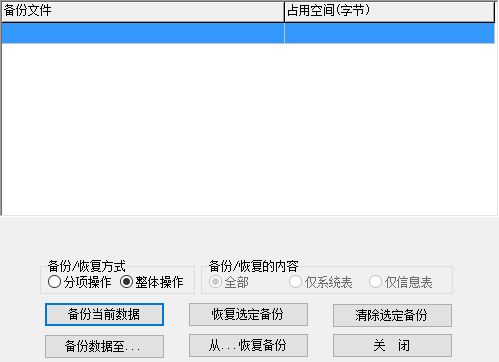 备份文件 占用空间(字节)
备份/恢复方式 备份/恢复的内容
分项操作 整体操作 全部 仅系统表 仅信息表
备份当前数据 恢复选定备份 清除选定备份
备份数据至... 从...恢复备份 关 闭